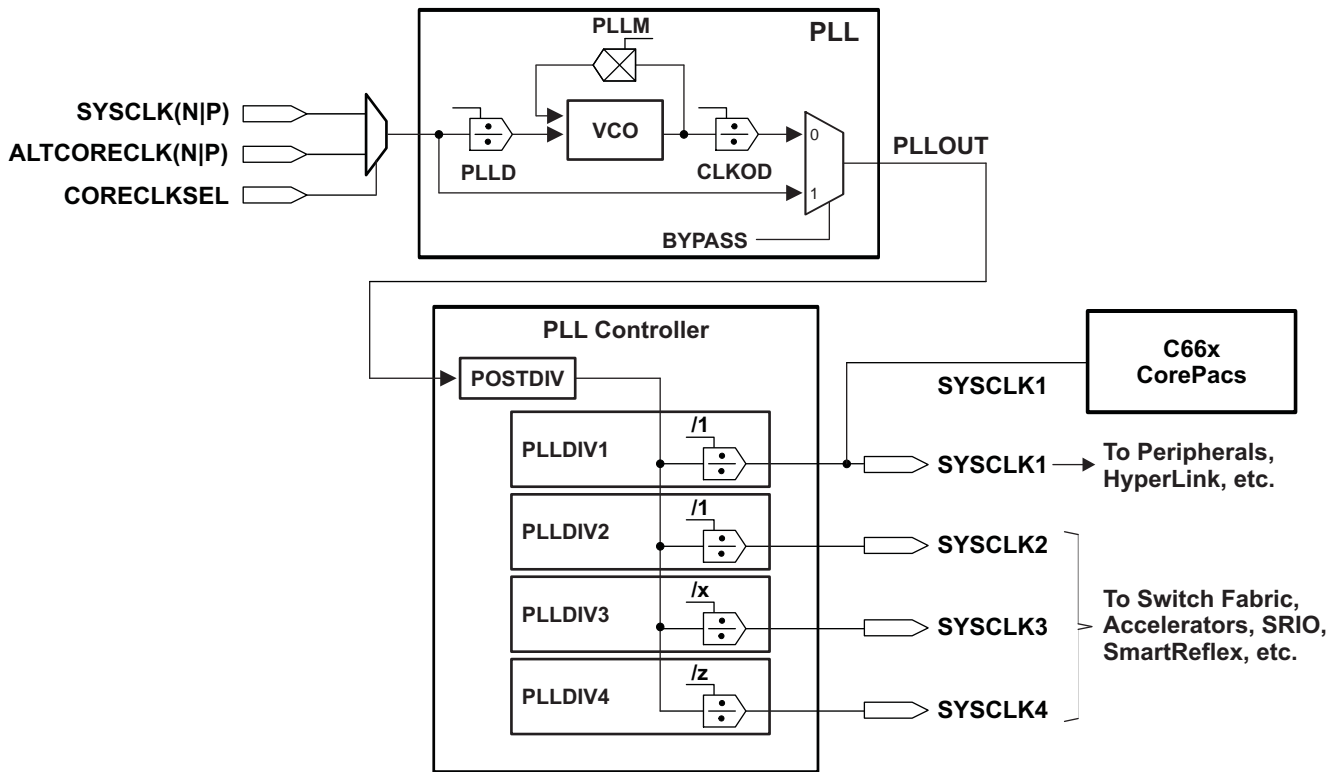 PLL
PLLM
SYSCLK(N|P)
ALTCORECLK(N|P)
CORECLKSEL
VCO
PLLD
CLKOD
0
1
BYPASS
PLLOUT
PLL Controller
POSTDIV
C66x
CorePacs
SYSCLK1
/1
PLLDIV1
SYSCLK1
To Peripherals,
HyperLink, etc.
/1
PLLDIV2
SYSCLK2
/x
PLLDIV3
SYSCLK3
To Switch Fabric,
Accelerators, SRIO,
SmartReflex, etc.
/z
PLLDIV4
SYSCLK4